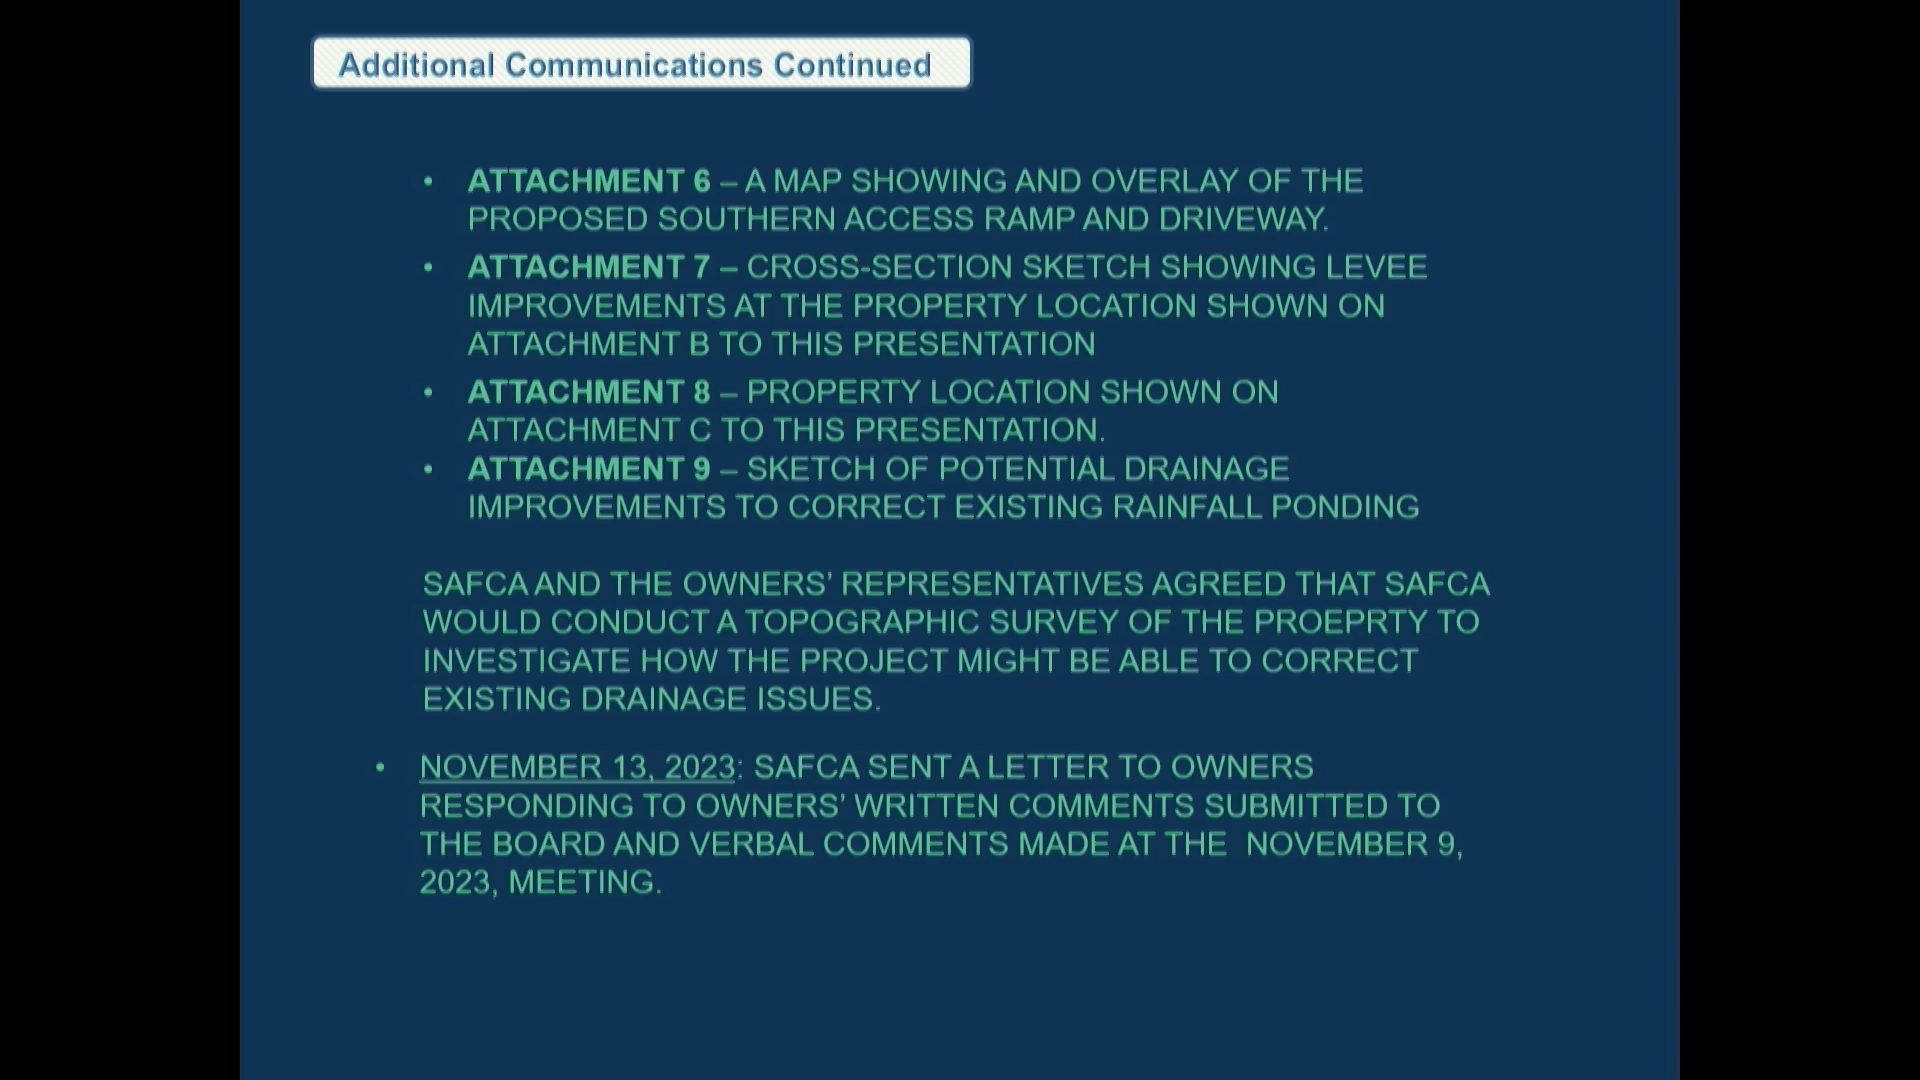 Additional Communications Continued
• ATTACHMENT 6 – A MAP SHOWING AND OVERLAY OF THE
PROPOSED SOUTHERN ACCESS RAMP AND DRIVEWAY.
• ATTACHMENT 7 – CROSS-SECTION SKETCH SHOWING LEVEE
IMPROVEMENTS AT THE PROPERTY LOCATION SHOWN ON
ATTACHMENT B TO THIS PRESENTATION
• ATTACHMENT 8 – PROPERTY LOCATION SHOWN ON
ATTACHMENT C TO THIS PRESENTATION.
• ATTACHMENT 9 – SKETCH OF POTENTIAL DRAINAGE
IMPROVEMENTS TO CORRECT EXISTING RAINFALL PONDING
SAFCA AND THE OWNERS’ REPRESENTATIVES AGREED THAT SAFCA
WOULD CONDUCT A TOPOGRAPHIC SURVEY OF THE PROEPRTY TO
INVESTIGATE HOW THE PROJECT MIGHT BE ABLE TO CORRECT
EXISTING DRAINAGE ISSUES.
• NOVEMBER 13, 2023: SAFCA SENT A LETTER TO OWNERS
RESPONDING TO OWNERS’ WRITTEN COMMENTS SUBMITTED TO
THE BOARD AND VERBAL COMMENTS MADE AT THE  NOVEMBER 9,
2023, MEETING.